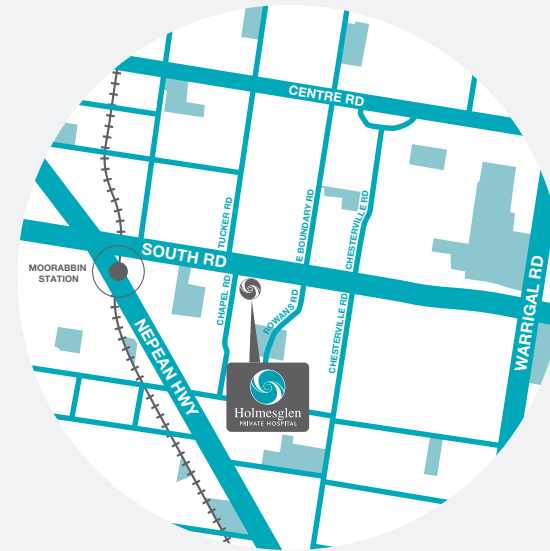 CENTRE RD
TUCKER RD
E BOUNDARY RD
CHESTERVILLE RD
SOUTH RD
MOORABBIN
STATION
CHAPEL RD
ROWANS RD
CHESTERVILLE RD
WARRIGAL RD
NEPEAN HWY
Holmesglen
PRIVATE HOSPITAL